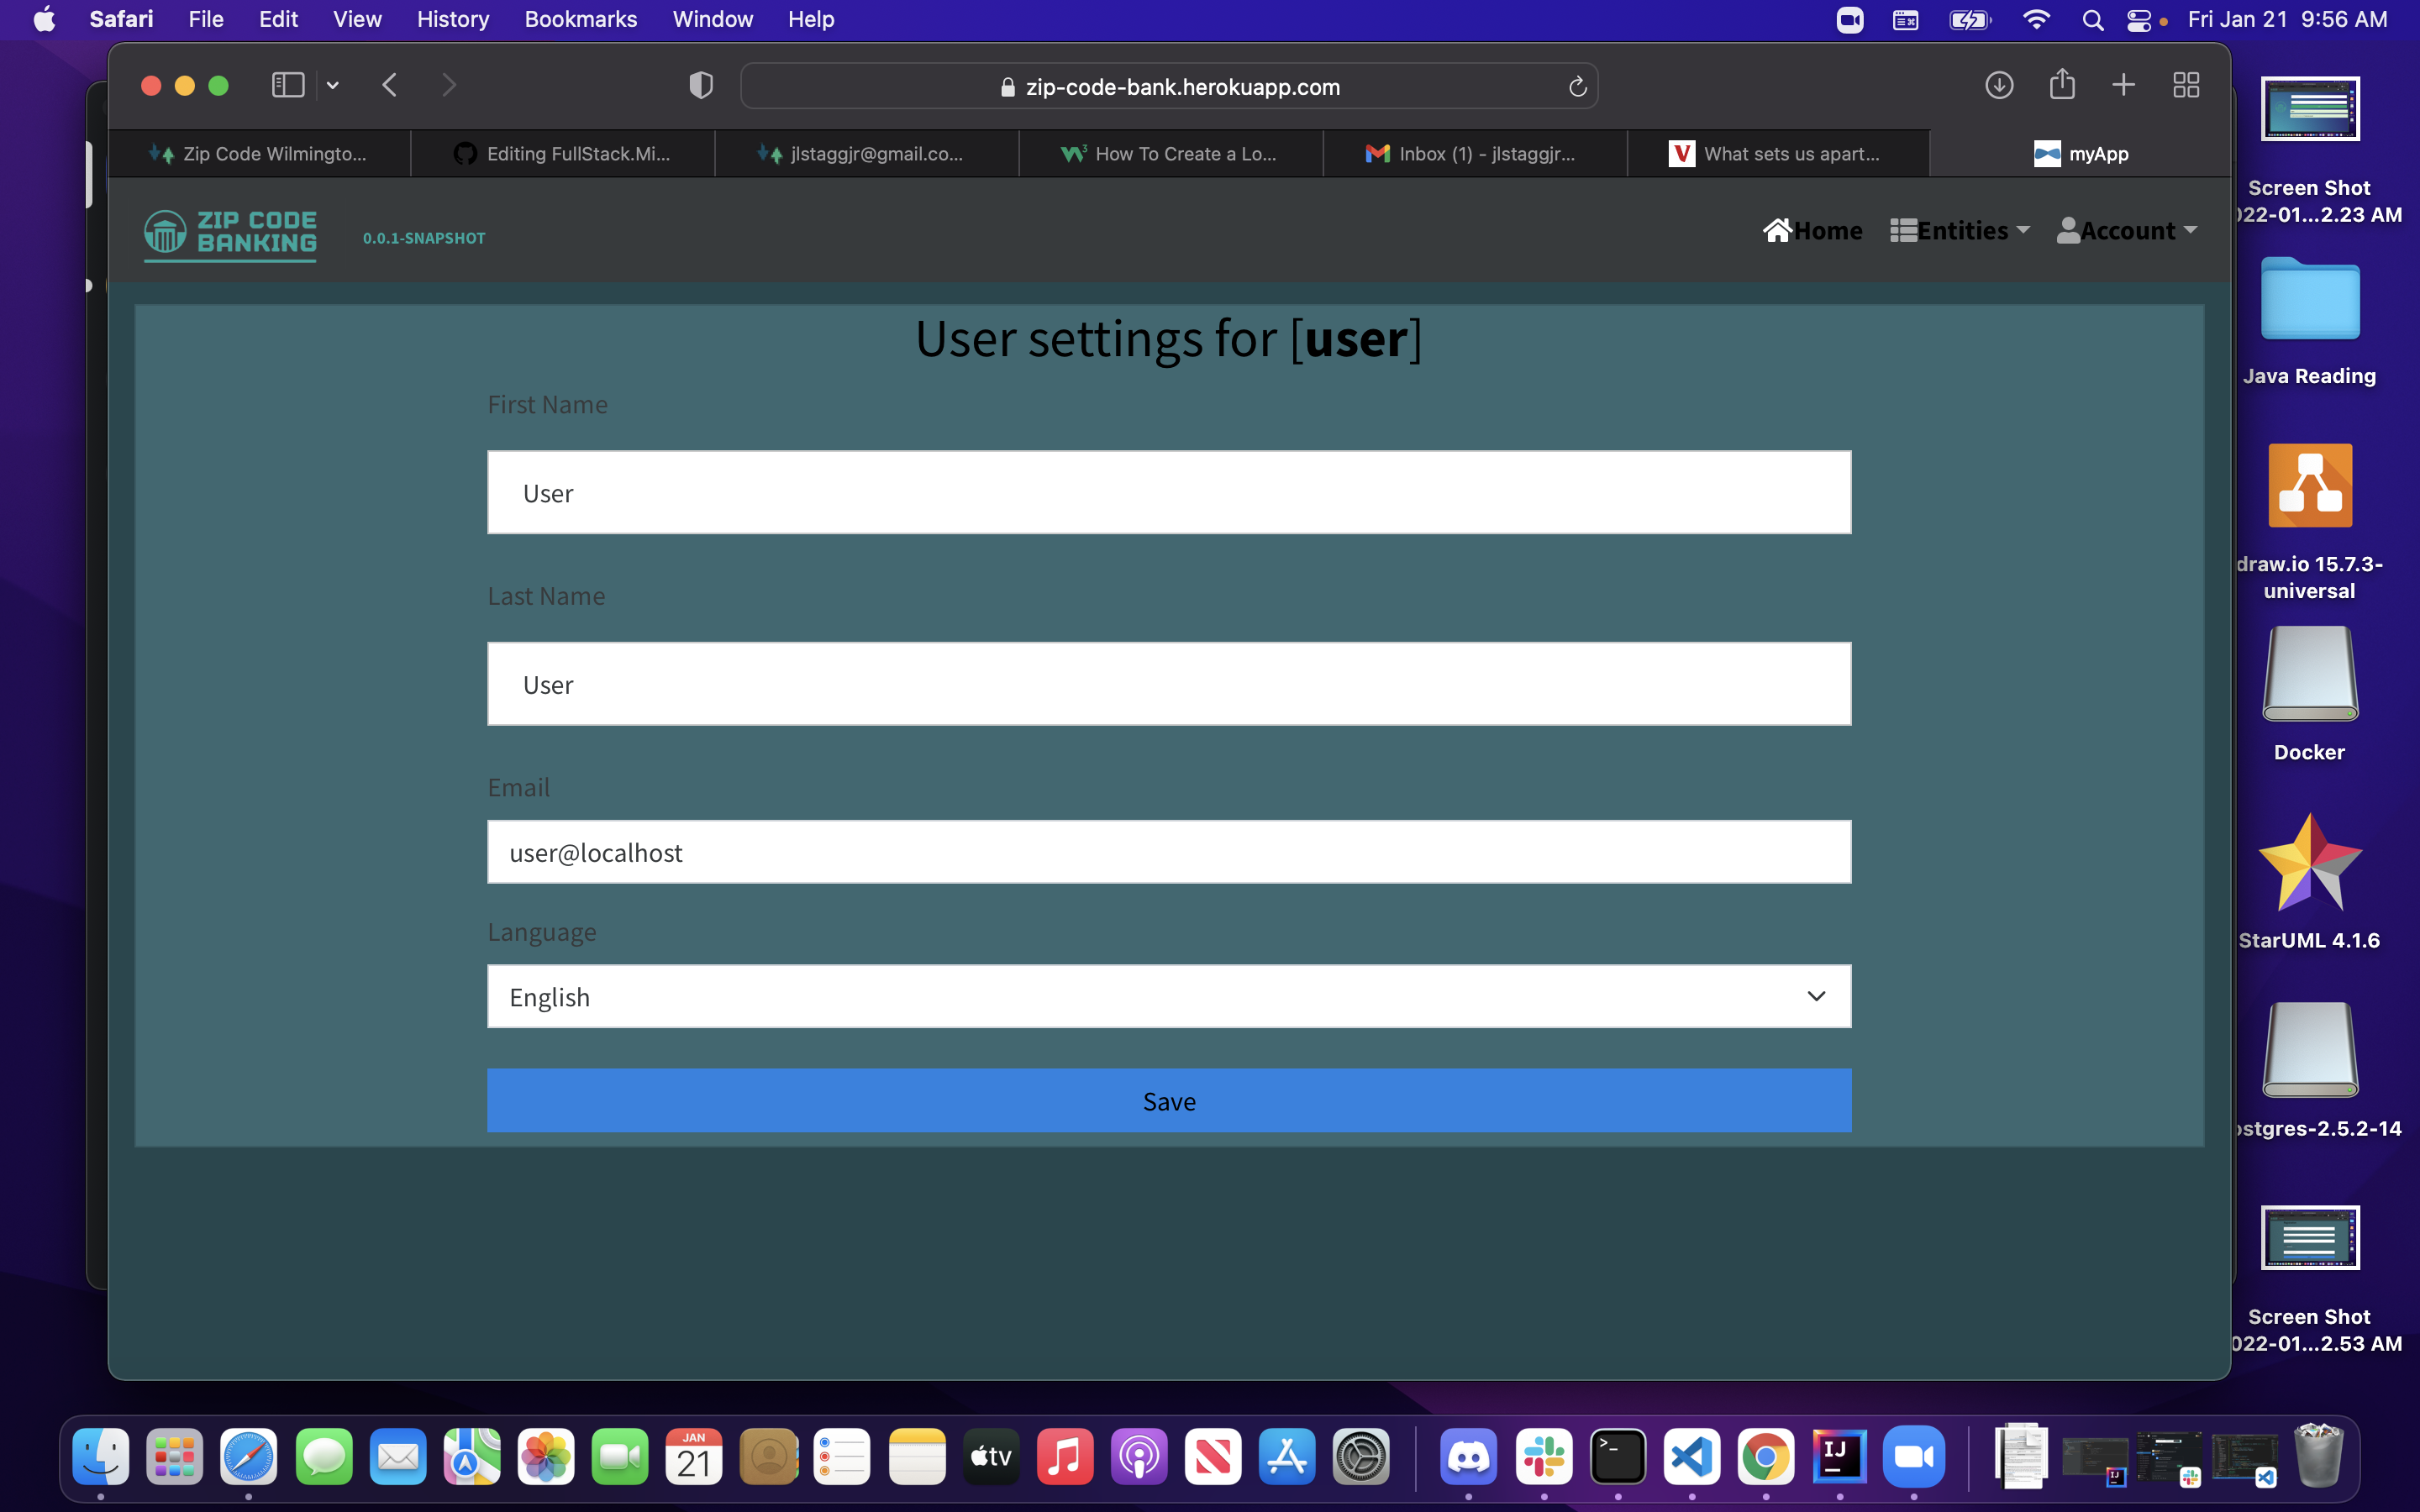 Safari File Edit View History Bookmarks Window Help Fri Jan 21 9:56 AM
zip-code-bank.herokuapp.com
Zip Code Wilmingto... Editing FullStack.Mi... jlstaggjr@gmail.co... How To Create a Lo... Inbox (1) - jlstaggjr... What sets us apart... myApp
ZIP CODE
BANKING
0.0.1-SNAPSHOT
Home Entities Account
User settings for [user]
First Name
User
Last Name
User
Email
user@localhost
Language
English
Save
Screen Shot
022-01...2.23 AM
Java Reading
draw.io 15.7.3-
universal
Docker
StarUML 4.1.6
ostgres-2.5.2-14
Screen Shot
022-01...2.53 AM
JAN
21
tv
IJ